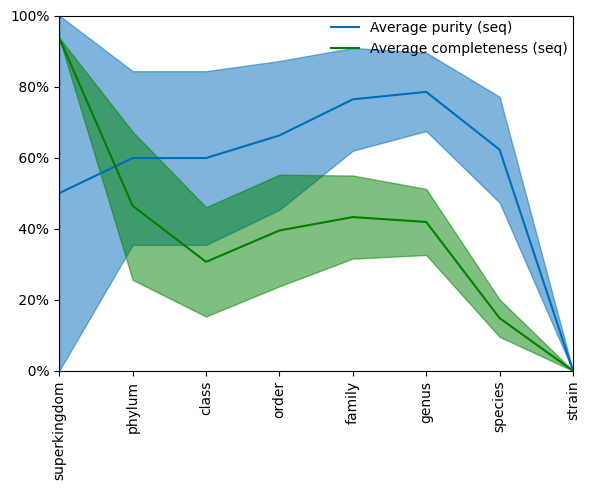 100%
80%
60%
40%
20%
0%
Average purity (seq)
Average completeness (seq)
superkingdom
phylum
class
order
family
genus
species
strain